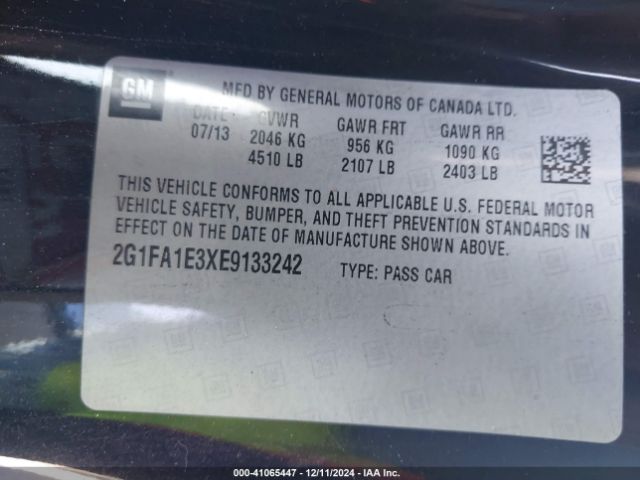 GM
MFD BY GENERAL MOTORS OF CANADA LTD.
DATE GVWR GAWR FRT GAWR RR
07/13 2046 KG 956 KG 1090 KG
4510 LB 2107 LB 2403 LB
THIS VEHICLE CONFORMS TO ALL APPLICABLE U.S. FEDERAL MOTOR
VEHICLE SAFETY, BUMPER, AND THEFT PREVENTION STANDARDS IN
EFFECT ON THE DATE OF MANUFACTURE SHOWN ABOVE.
2G1FA1E3XE9133242 TYPE: PASS CAR
000-41065447 - 12/11/2024 - IAA Inc.